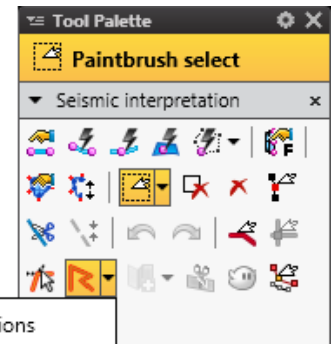 Tool Palette
Paintbrush select
Seismic interpretation
F
ions